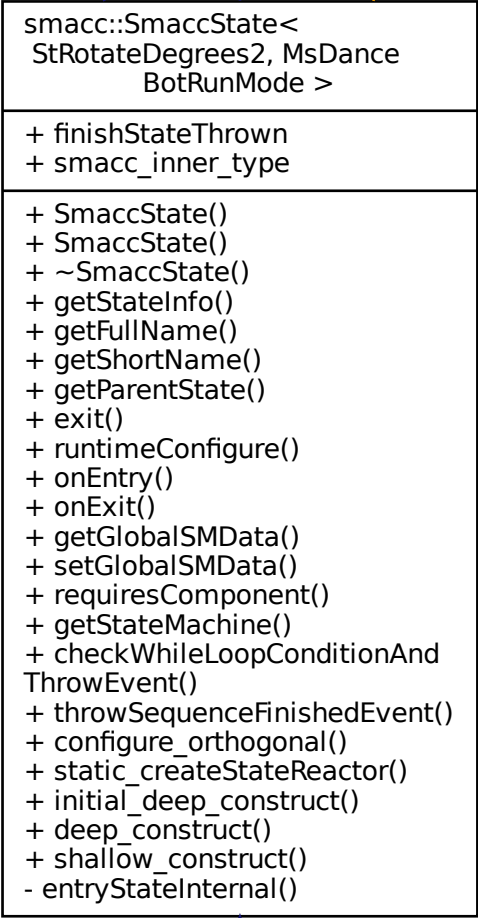 smacc::SmaccState<
StRotateDegrees2, MsDance
BotRunMode >
+ finishStateThrown
+ smacc_inner_type
+ SmaccState()
+ SmaccState()
+ ~SmaccState()
+ getStateInfo()
+ getFullName()
+ getShortName()
+ getParentState()
+ exit()
+ runtimeConfigure()
+ onEntry()
+ onExit()
+ getGlobalSMData()
+ setGlobalSMData()
+ requiresComponent()
+ getStateMachine()
+ checkWhileLoopConditionAnd
ThrowEvent()
+ throwSequenceFinishedEvent()
+ configure_orthogonal()
+ static_createStateReactor()
+ initial_deep_construct()
+ deep_construct()
+ shallow_construct()
- entryStateInternal()